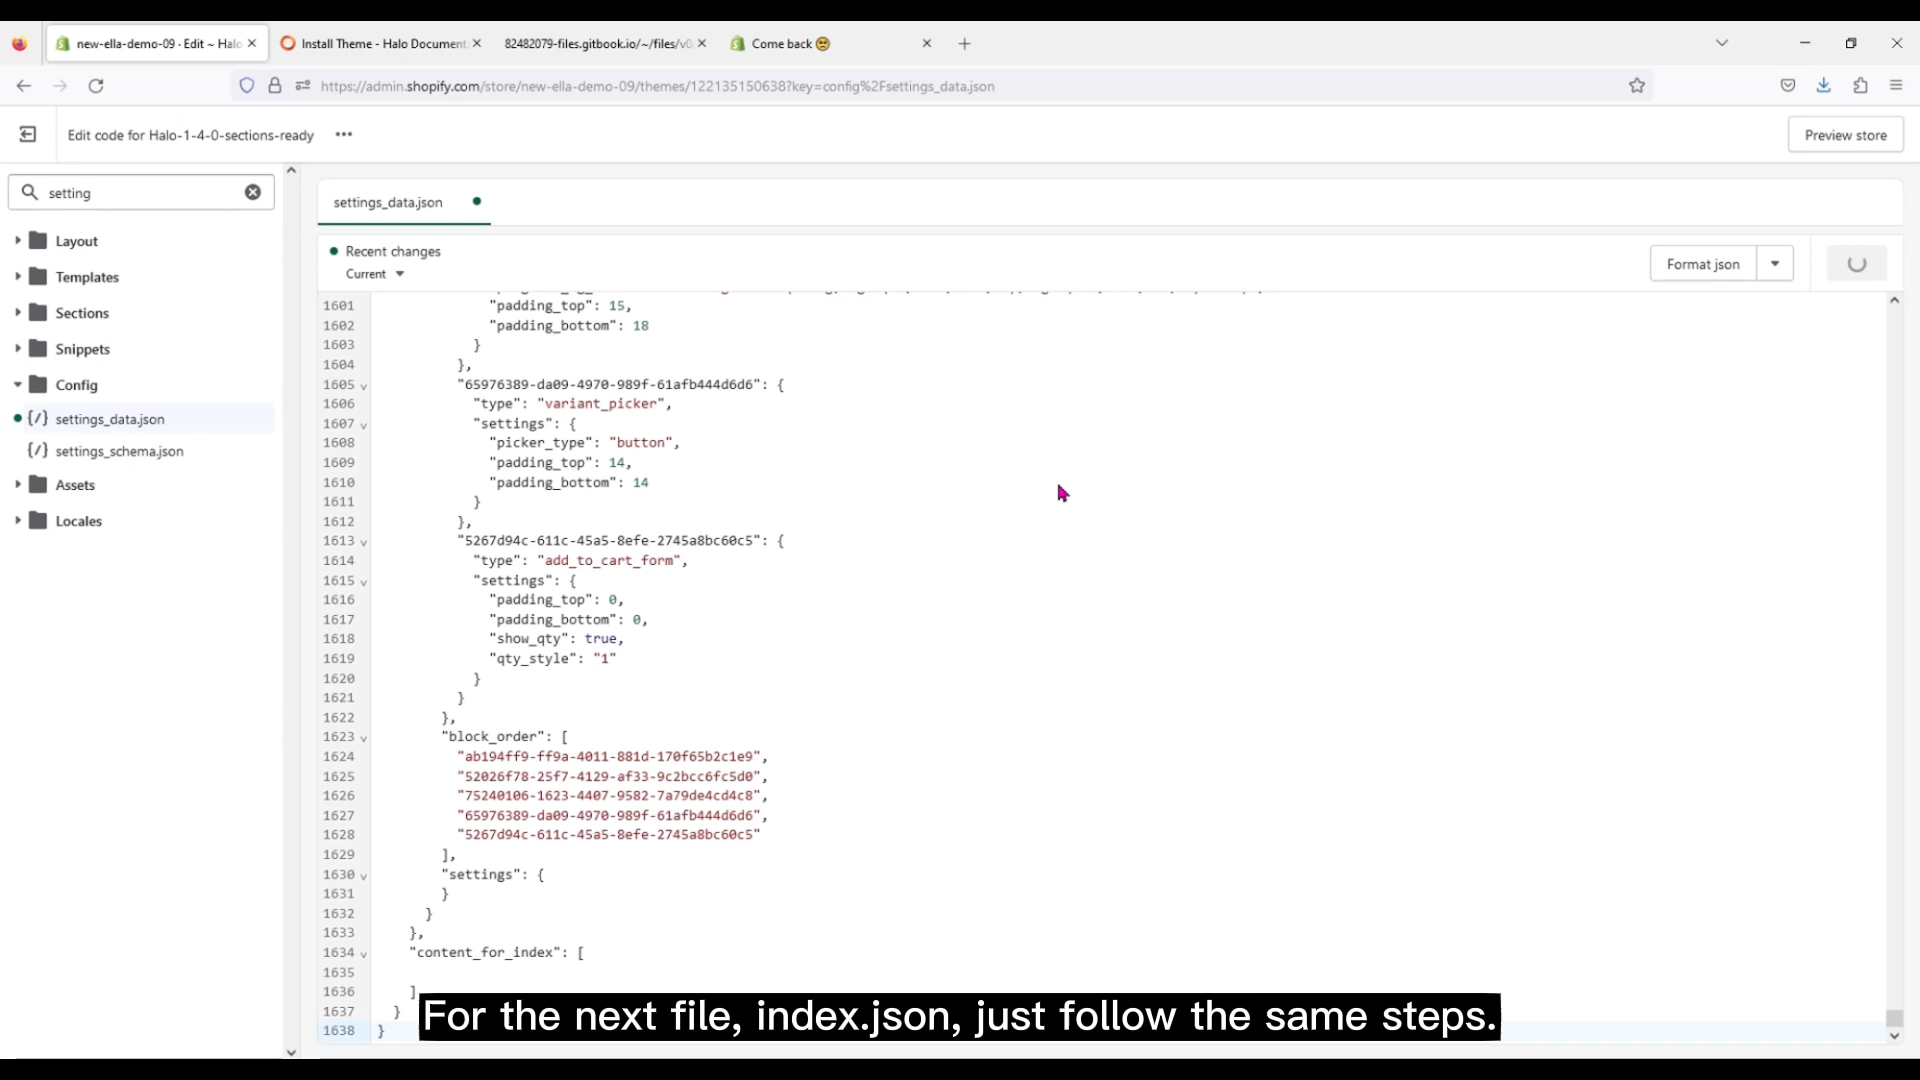 new-ella-demo-09 · Edit ~ Halo
Install Theme - Halo Document
82482079-files.gitbook.io/~/files/v0
Come back 🥺
https://admin.shopify.com/store/new-ella-demo-09/themes/122135150638?key=config%2Fsettings_data.json
Edit code for Halo-1-4-0-sections-ready
Preview store
setting
Layout
Templates
Sections
Snippets
Config
{/} settings_data.json
{/} settings_schema.json
Assets
Locales
settings_data.json
Recent changes
Current
Format json
1601 "padding_top": 15,
1602 "padding_bottom": 18
1603 }
1604 },
1605 "65976389-da09-4970-989f-61afb444d6d6": {
1606 "type": "variant_picker",
1607 "settings": {
1608 "picker_type": "button",
1609 "padding_top": 14,
1610 "padding_bottom": 14
1611 }
1612 },
1613 "5267d94c-611c-45a5-8efe-2745a8bc60c5": {
1614 "type": "add_to_cart_form",
1615 "settings": {
1616 "padding_top": 0,
1617 "padding_bottom": 0,
1618 "show_qty": true,
1619 "qty_style": "1"
1620 }
1621 }
1622 },
1623 "block_order": [
1624 "ab194ff9-ff9a-4011-881d-170f65b2c1e9",
1625 "52026f78-25f7-4129-af33-9c2bcc6fc5d0",
1626 "75240106-1623-4407-9582-7a79de4cd4c8",
1627 "65976389-da09-4970-989f-61afb444d6d6",
1628 "5267d94c-611c-45a5-8efe-2745a8bc60c5"
1629 ],
1630 "settings": {
1631 }
1632 }
1633 },
1634 "content_for_index": [
1635
1636 ]
1637 }
1638 }
For the next file, index.json, just follow the same steps.